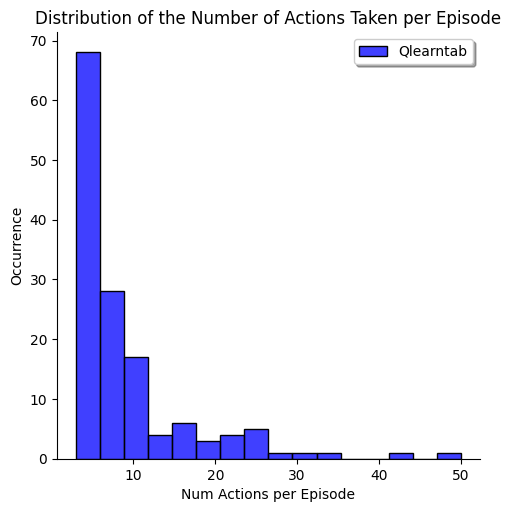 Distribution of the Number of Actions Taken per Episode
Qlearntab
70
60
50
40
30
20
10
0
Occurrence
10 20 30 40 50
Num Actions per Episode